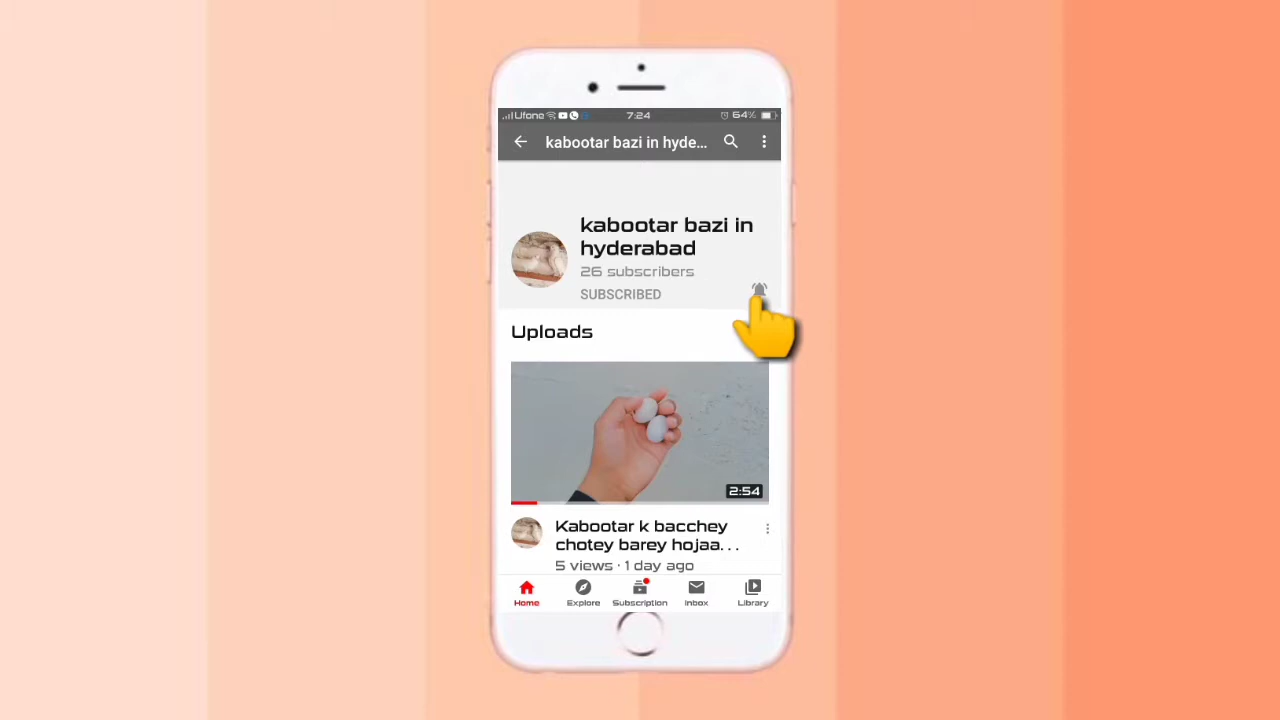 Ufone 7:24 64%
kabootar bazi in hyde...
kabootar bazi in
hyderabad
26 subscribers
SUBSCRIBED
Uploads
2:54
Kabootar k bacchey
chotey barey hojaa...
5 views · 1 day ago
Home Explore Subscription Inbox Library